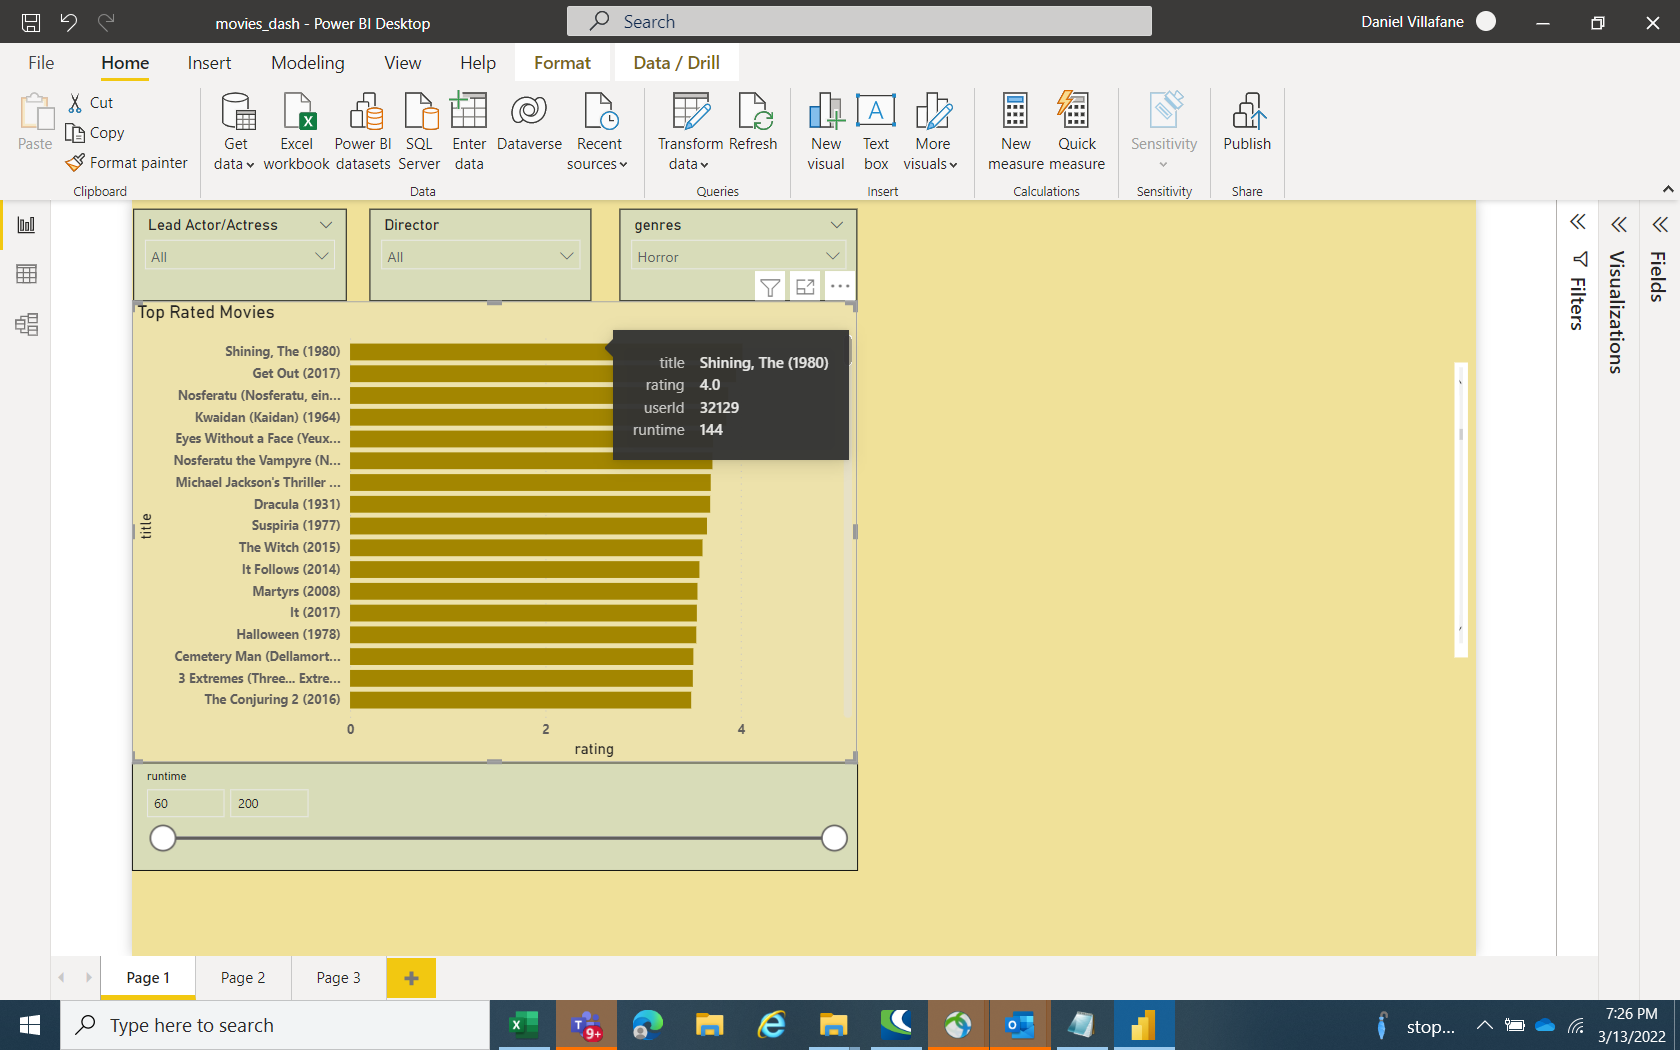 movies_dash - Power BI Desktop
Search
Daniel Villafane
File Home Insert Modeling View Help Format Data / Drill
Paste
Cut
Copy
Format painter
Clipboard
Get data
Excel workbook
Power BI datasets
SQL Server
Enter data
Dataverse
Recent sources
Data
Transform data
Refresh
Queries
New visual
Text box
More visuals
Insert
New measure
Quick measure
Calculations
Sensitivity
Sensitivity
Publish
Share
Lead Actor/Actress
All
Director
All
genres
Horror
Filters
Visualizations
Fields
Top Rated Movies
title
Shining, The (1980)
Get Out (2017)
Nosferatu (Nosferatu, ein...
Kwaidan (Kaidan) (1964)
Eyes Without a Face (Yeux...
Nosferatu the Vampyre (N...
Michael Jackson's Thriller ...
Dracula (1931)
Suspiria (1977)
The Witch (2015)
It Follows (2014)
Martyrs (2008)
It (2017)
Halloween (1978)
Cemetery Man (Dellamort...
3 Extremes (Three... Extre...
The Conjuring 2 (2016)
0 2 4
rating
title Shining, The (1980)
rating 4.0
userId 32129
runtime 144
runtime
60 200
Page 1 Page 2 Page 3 +
Type here to search
9+
stop...
7:26 PM
3/13/2022